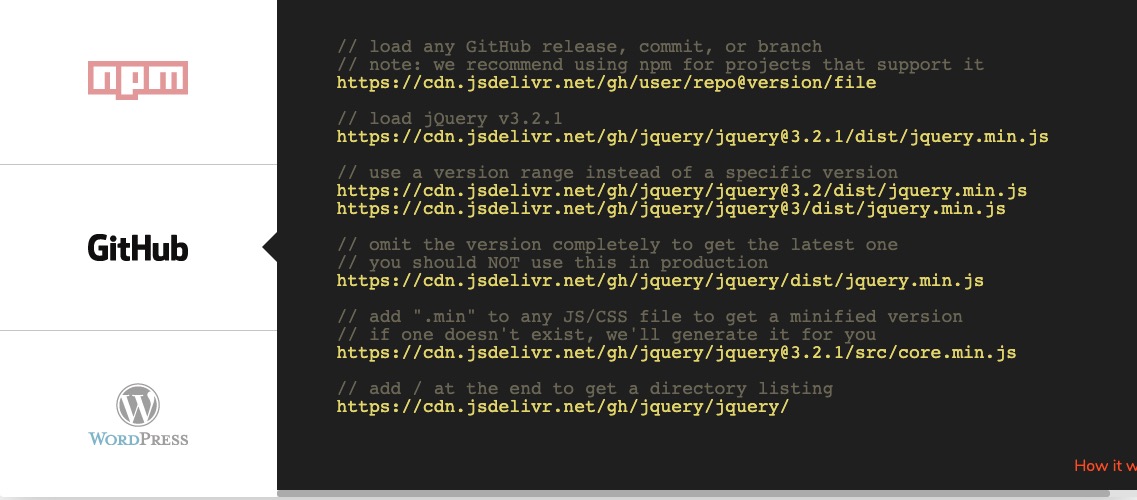 npm
GitHub
WORDPRESS
// load any GitHub release, commit, or branch
// note: we recommend using npm for projects that support it
https://cdn.jsdelivr.net/gh/user/repo@version/file
// load jQuery v3.2.1
https://cdn.jsdelivr.net/gh/jquery/jquery@3.2.1/dist/jquery.min.js
// use a version range instead of a specific version
https://cdn.jsdelivr.net/gh/jquery/jquery@3.2/dist/jquery.min.js
https://cdn.jsdelivr.net/gh/jquery/jquery@3/dist/jquery.min.js
// omit the version completely to get the latest one
// you should NOT use this in production
https://cdn.jsdelivr.net/gh/jquery/jquery/dist/jquery.min.js
// add ".min" to any JS/CSS file to get a minified version
// if one doesn't exist, we'll generate it for you
https://cdn.jsdelivr.net/gh/jquery/jquery@3.2.1/src/core.min.js
// add / at the end to get a directory listing
https://cdn.jsdelivr.net/gh/jquery/jquery/
How it